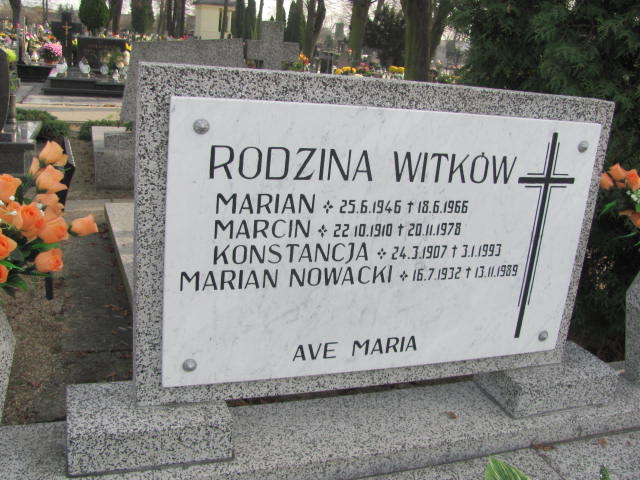 RODZINA WITKÓW
MARIAN ✧ 25.6.1946 † 18.6.1966
MARCIN ✧ 22.10.1910 † 20.11.1978
KONSTANCJA ✧ 24.3.1907 † 3.1.1993
MARIAN NOWACKI ✧ 16.7.1932 † 13.11.1989
AVE MARIA